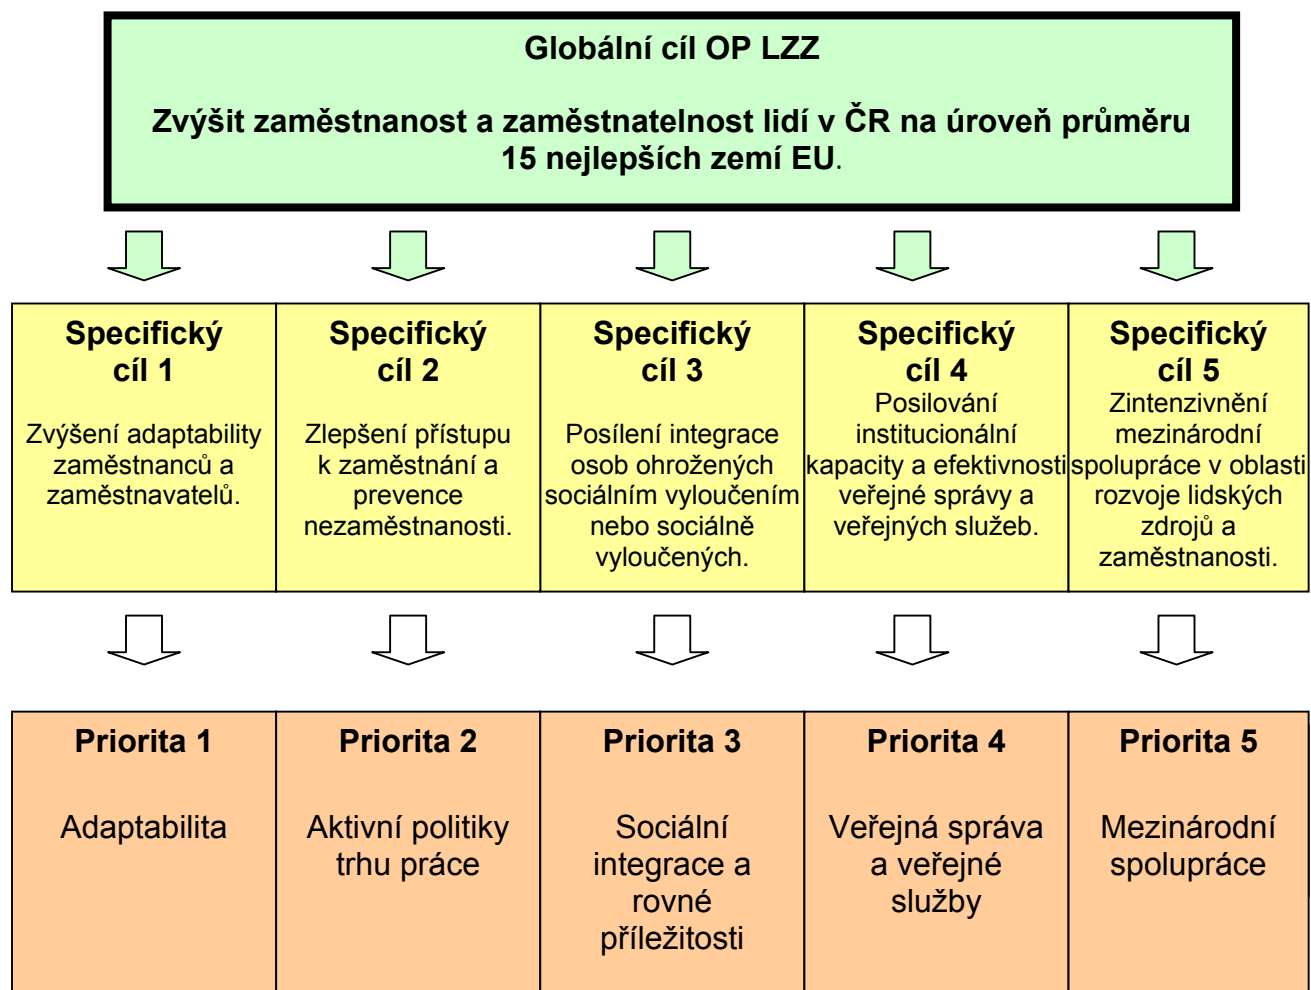 Globální cíl OP LZZ
Zvýšit zaměstnanost a zaměstnatelnost lidí v ČR na úroveň průměru
15 nejlepších zemí EU.
Specifický
cíl 1
Zvýšení adaptability
zaměstnanců a
zaměstnavatelů.
Specifický
cíl 2
Zlepšení přístupu
k zaměstnání a
prevence
nezaměstnanosti.
Specifický
cíl 3
Posílení integrace
osob ohrožených
sociálním vyloučením
nebo sociálně
vyloučených.
Specifický
cíl 4
Posilování
institucionální
kapacity a efektivnosti
veřejné správy a
veřejných služeb.
Specifický
cíl 5
Zintenzivnění
mezinárodní
spolupráce v oblasti
rozvoje lidských
zdrojů a
zaměstnanosti.
Priorita 1
Adaptabilita
Priorita 2
Aktivní politiky
trhu práce
Priorita 3
Sociální
integrace a
rovné
příležitosti
Priorita 4
Veřejná správa
a veřejné
služby
Priorita 5
Mezinárodní
spolupráce